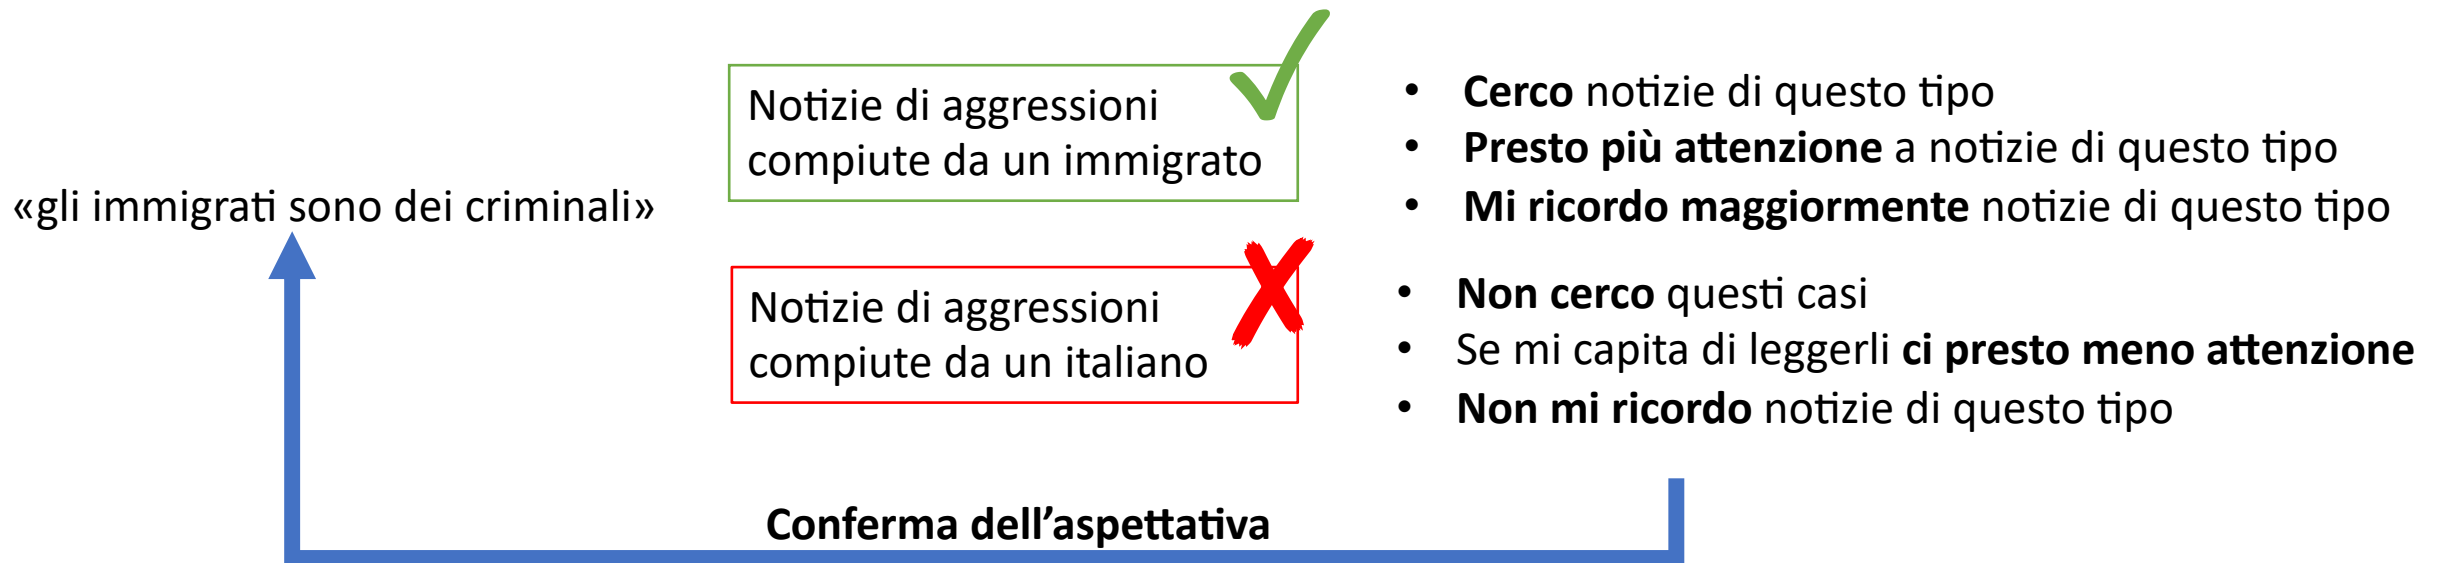 «gli immigrati sono dei criminali»
Notizie di aggressioni
compiute da un immigrato
• Cerco notizie di questo tipo
• Presto più attenzione a notizie di questo tipo
• Mi ricordo maggiormente notizie di questo tipo
Notizie di aggressioni
compiute da un italiano
• Non cerco questi casi
• Se mi capita di leggerli ci presto meno attenzione
• Non mi ricordo notizie di questo tipo
Conferma dell’aspettativa